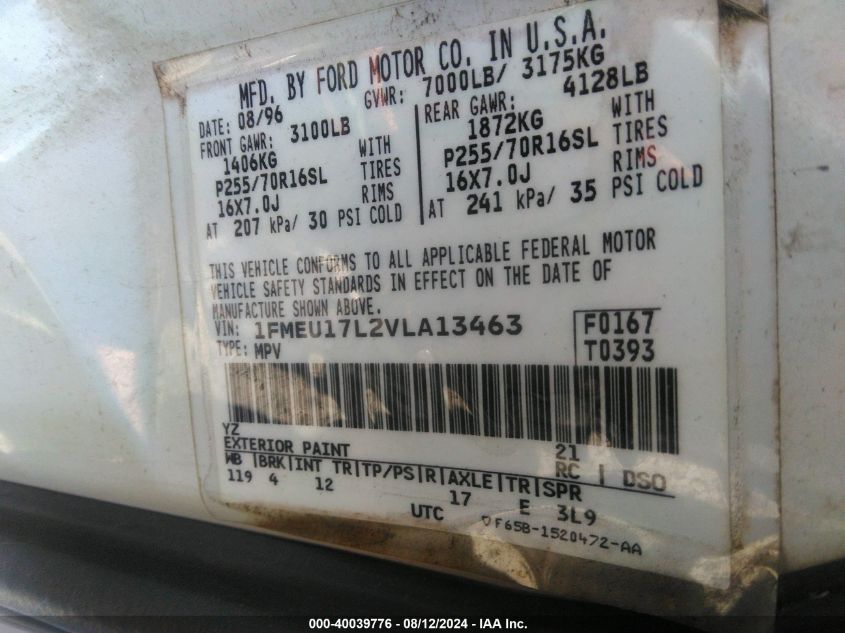 MFD. BY FORD MOTOR CO. IN U.S.A.
DATE: 08/96 GVWR: 7000LB/ 3175KG
FRONT GAWR: 3100LB
1406KG WITH
P255/70R16SL TIRES
16X7.0J RIMS
AT 207 kPa/ 30 PSI COLD
REAR GAWR: 4128LB
1872KG WITH
P255/70R16SL TIRES
16X7.0J RIMS
AT 241 kPa/ 35 PSI COLD
THIS VEHICLE CONFORMS TO ALL APPLICABLE FEDERAL MOTOR
VEHICLE SAFETY STANDARDS IN EFFECT ON THE DATE OF
MANUFACTURE SHOWN ABOVE.
VIN: 1FMEU17L2VLA13463 F0167
TYPE: MPV T0393
YZ 21
EXTERIOR PAINT RC | DSO
WB |BRK|INT TR|TP/PS|R|AXLE|TR|SPR
119 4 12 17 E 3L9
UTC ▽F65B-1520472-AA
000-40039776 - 08/12/2024 - IAA Inc.